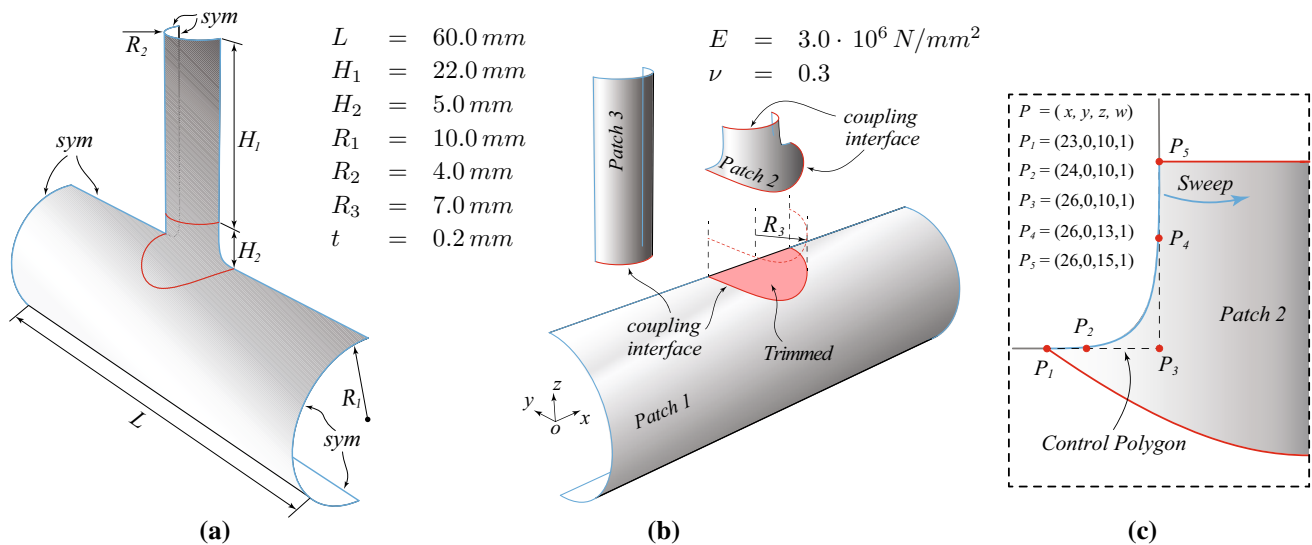 sym
R₂
sym
H₁
H₂
L
R₁
sym
(a)
L = 60.0 mm
H₁ = 22.0 mm
H₂ = 5.0 mm
R₁ = 10.0 mm
R₂ = 4.0 mm
R₃ = 7.0 mm
t = 0.2 mm
E = 3.0 · 10⁶ N/mm²
ν = 0.3
Patch 3
coupling
interface
Patch 2
R₃
coupling
interface
Trimmed
Patch 1
z
y
x
o
(b)
P = ( x, y, z, w)
P₁ = (23,0,10,1)
P₂ = (24,0,10,1)
P₃ = (26,0,10,1)
P₄ = (26,0,13,1)
P₅ = (26,0,15,1)
P₅
Sweep
P₄
Patch 2
P₂
P₁
P₃
Control Polygon
(c)